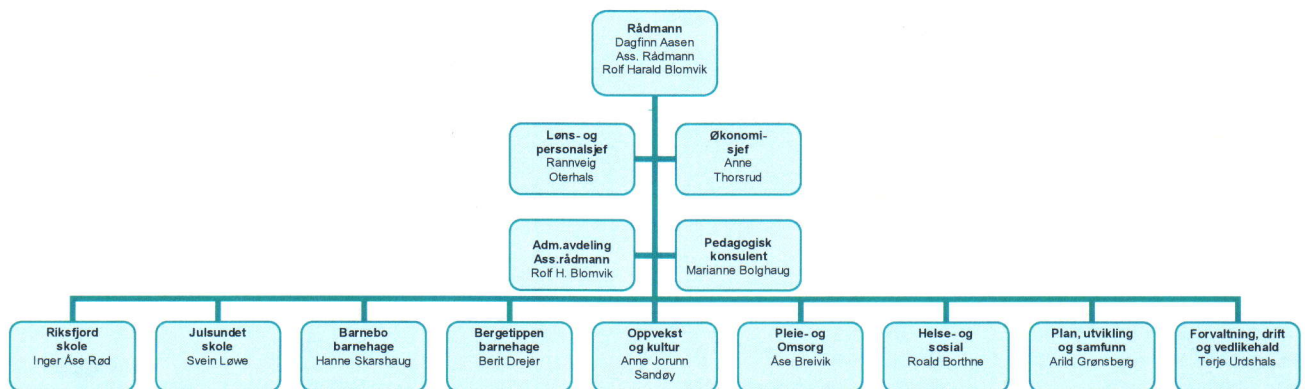 Rådmann
Dagfinn Aasen
Ass. Rådmann
Rolf Harald Blomvik
Løns- og
personalsjef
Rannveig
Oterhals
Økonomi-
sjef
Anne
Thorsrud
Adm.avdeling
Ass.rådmann
Rolf H. Blomvik
Pedagogisk
konsulent
Marianne Bolghaug
Riksfjord
skole
Inger Åse Rød
Julsundet
skole
Svein Løwe
Barnebo
barnehage
Hanne Skarshaug
Bergetippen
barnehage
Berit Drejer
Oppvekst
og kultur
Anne Jorunn
Sandøy
Pleie- og
Omsorg
Åse Breivik
Helse- og
sosial
Roald Borthne
Plan, utvikling
og samfunn
Arild Grønsberg
Forvaltning, drift
og vedlikehald
Terje Urdshals